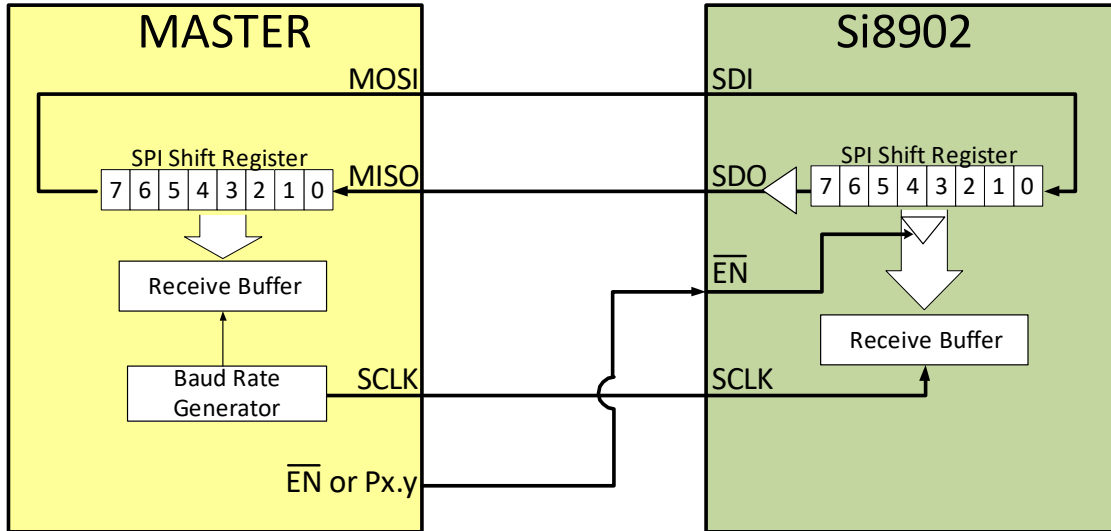 MASTER
MOSI
SPI Shift Register
7 6 5 4 3 2 1 0
MISO
Receive Buffer
Baud Rate
Generator
SCLK
E̅N̅ or Px.y
Si8902
SDI
SPI Shift Register
SDO
7 6 5 4 3 2 1 0
E̅N̅
Receive Buffer
SCLK